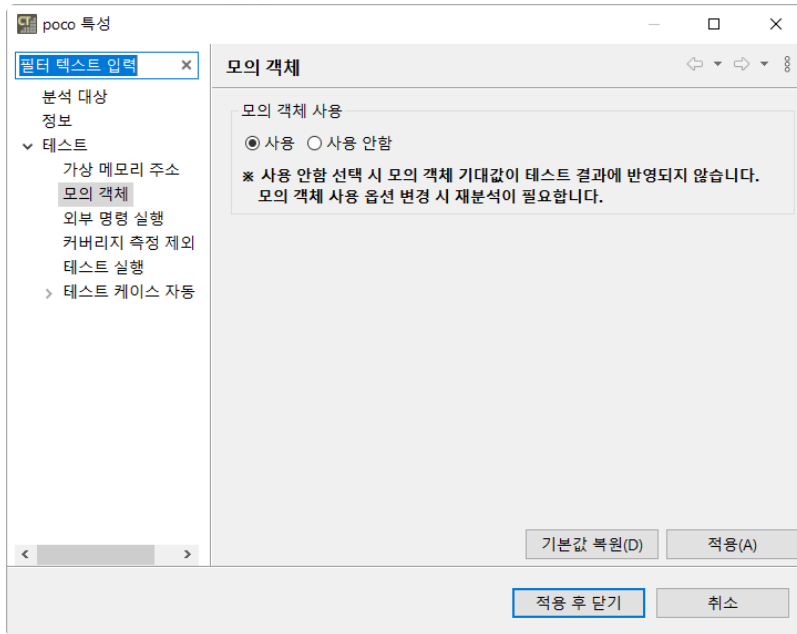 poco 특성
필터 텍스트 입력
분석 대상
정보
테스트
가상 메모리 주소
모의 객체
외부 명령 실행
커버리지 측정 제외
테스트 실행
테스트 케이스 자동
모의 객체
모의 객체 사용
사용 사용 안함
※ 사용 안함 선택 시 모의 객체 기대값이 테스트 결과에 반영되지 않습니다.
모의 객체 사용 옵션 변경 시 재분석이 필요합니다.
기본값 복원(D) 적용(A)
적용 후 닫기 취소